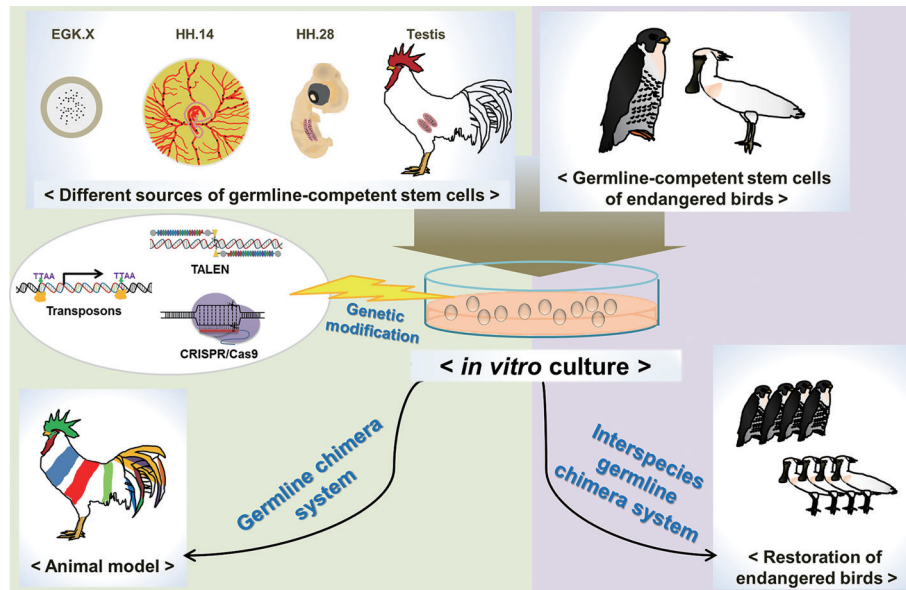 EGK.X
HH.14
HH.28
Testis
< Different sources of germline-competent stem cells >
< Germline-competent stem cells
of endangered birds >
TALEN
TTAA
TTAA
Transposons
CRISPR/Cas9
Genetic
modification
< in vitro culture >
Germline chimera
system
Interspecies
germline
chimera system
< Animal model >
< Restoration of
endangered birds >